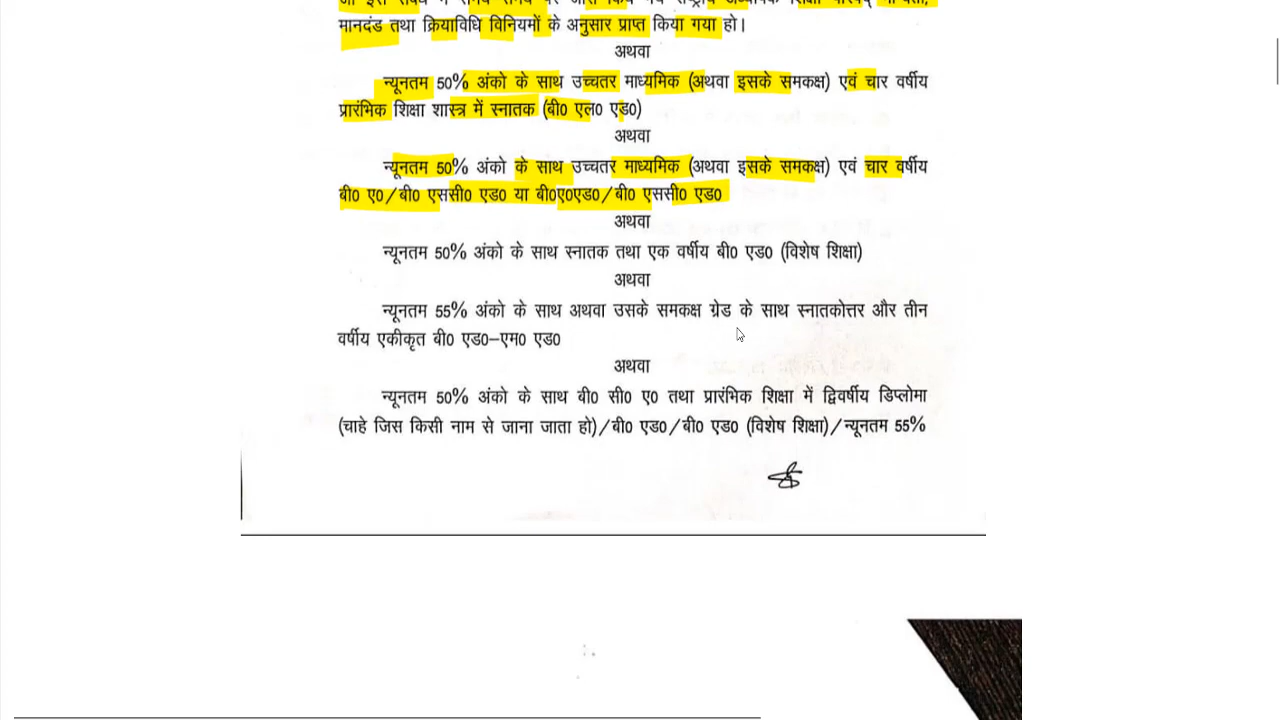 मानदंड तथा क्रियाविधि विनियमों के अनुसार प्राप्त किया गया हो।
अथवा
न्यूनतम 50% अंको के साथ उच्चतर माध्यमिक (अथवा इसके समकक्ष) एवं चार वर्षीय
प्रारंभिक शिक्षा शास्त्र में स्नातक (बी0 एल0 एड0)
अथवा
न्यूनतम 50% अंको के साथ उच्चतर माध्यमिक (अथवा इसके समकक्ष) एवं चार वर्षीय
बी0 ए0/बी0 एससी0 एड0 या बी0ए0एड0/बी0 एससी0 एड0
अथवा
न्यूनतम 50% अंको के साथ स्नातक तथा एक वर्षीय बी0 एड0 (विशेष शिक्षा)
अथवा
न्यूनतम 55% अंको के साथ अथवा उसके समकक्ष ग्रेड के साथ स्नातकोत्तर और तीन
वर्षीय एकीकृत बी0 एड0–एम0 एड0
अथवा
न्यूनतम 50% अंको के साथ बी0 सी0 ए0 तथा प्रारंभिक शिक्षा में द्विवर्षीय डिप्लोमा
(चाहे जिस किसी नाम से जाना जाता हो)/बी0 एड0/बी0 एड0 (विशेष शिक्षा)/न्यूनतम 55%